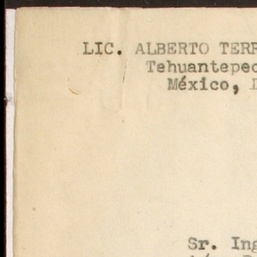 LIC. ALBERTO TERR
Tehuantepec
México,
Sr. Ing